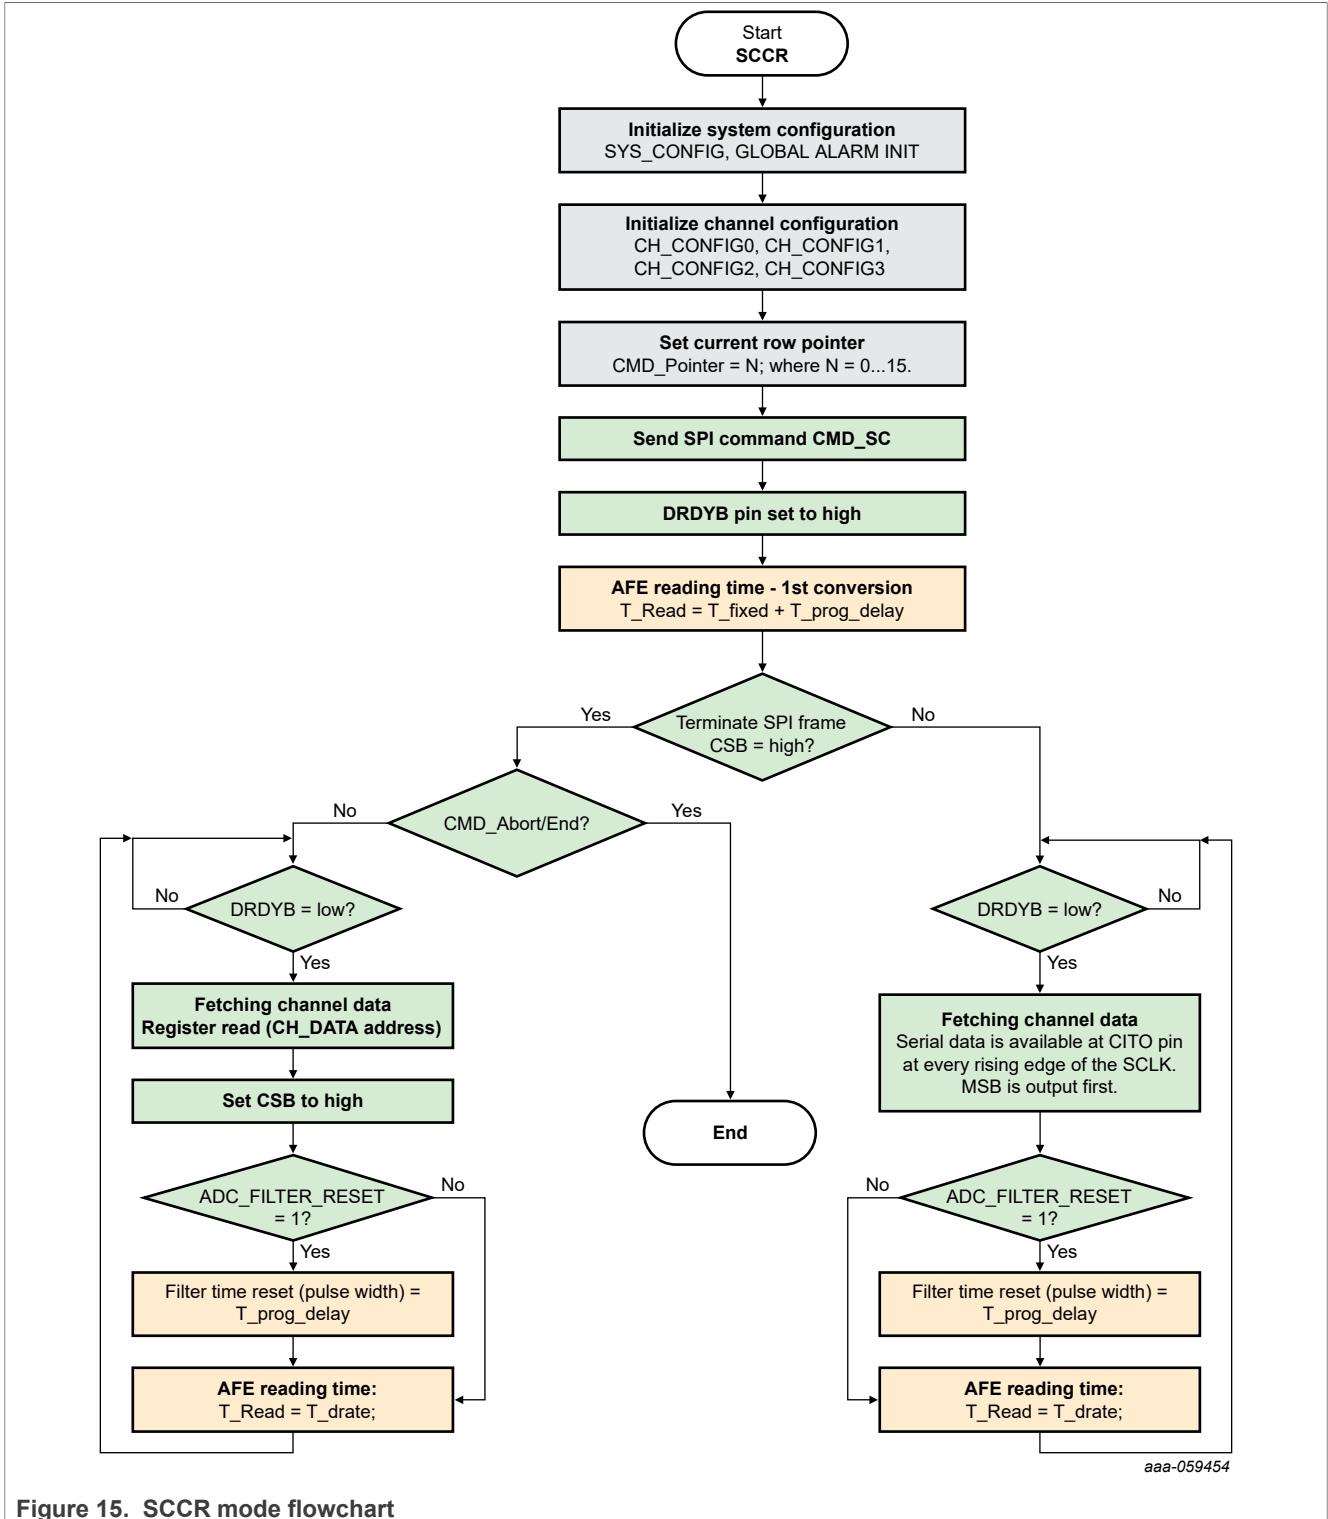 Start
SCCR
Initialize system configuration
SYS_CONFIG, GLOBAL ALARM INIT
Initialize channel configuration
CH_CONFIG0, CH_CONFIG1,
CH_CONFIG2, CH_CONFIG3
Set current row pointer
CMD_Pointer = N; where N = 0...15.
Send SPI command CMD_SC
DRDYB pin set to high
AFE reading time - 1st conversion
T_Read = T_fixed + T_prog_delay
Terminate SPI frame
CSB = high?
Yes
No
CMD_Abort/End?
No
Yes
DRDYB = low?
No
Yes
Fetching channel data
Register read (CH_DATA address)
Set CSB to high
ADC_FILTER_RESET
= 1?
No
Yes
Filter time reset (pulse width) =
T_prog_delay
AFE reading time:
T_Read = T_drate;
End
DRDYB = low?
No
Yes
Fetching channel data
Serial data is available at CITO pin
at every rising edge of the SCLK.
MSB is output first.
ADC_FILTER_RESET
= 1?
No
Yes
Filter time reset (pulse width) =
T_prog_delay
AFE reading time:
T_Read = T_drate;
aaa-059454
Figure 15. SCCR mode flowchart